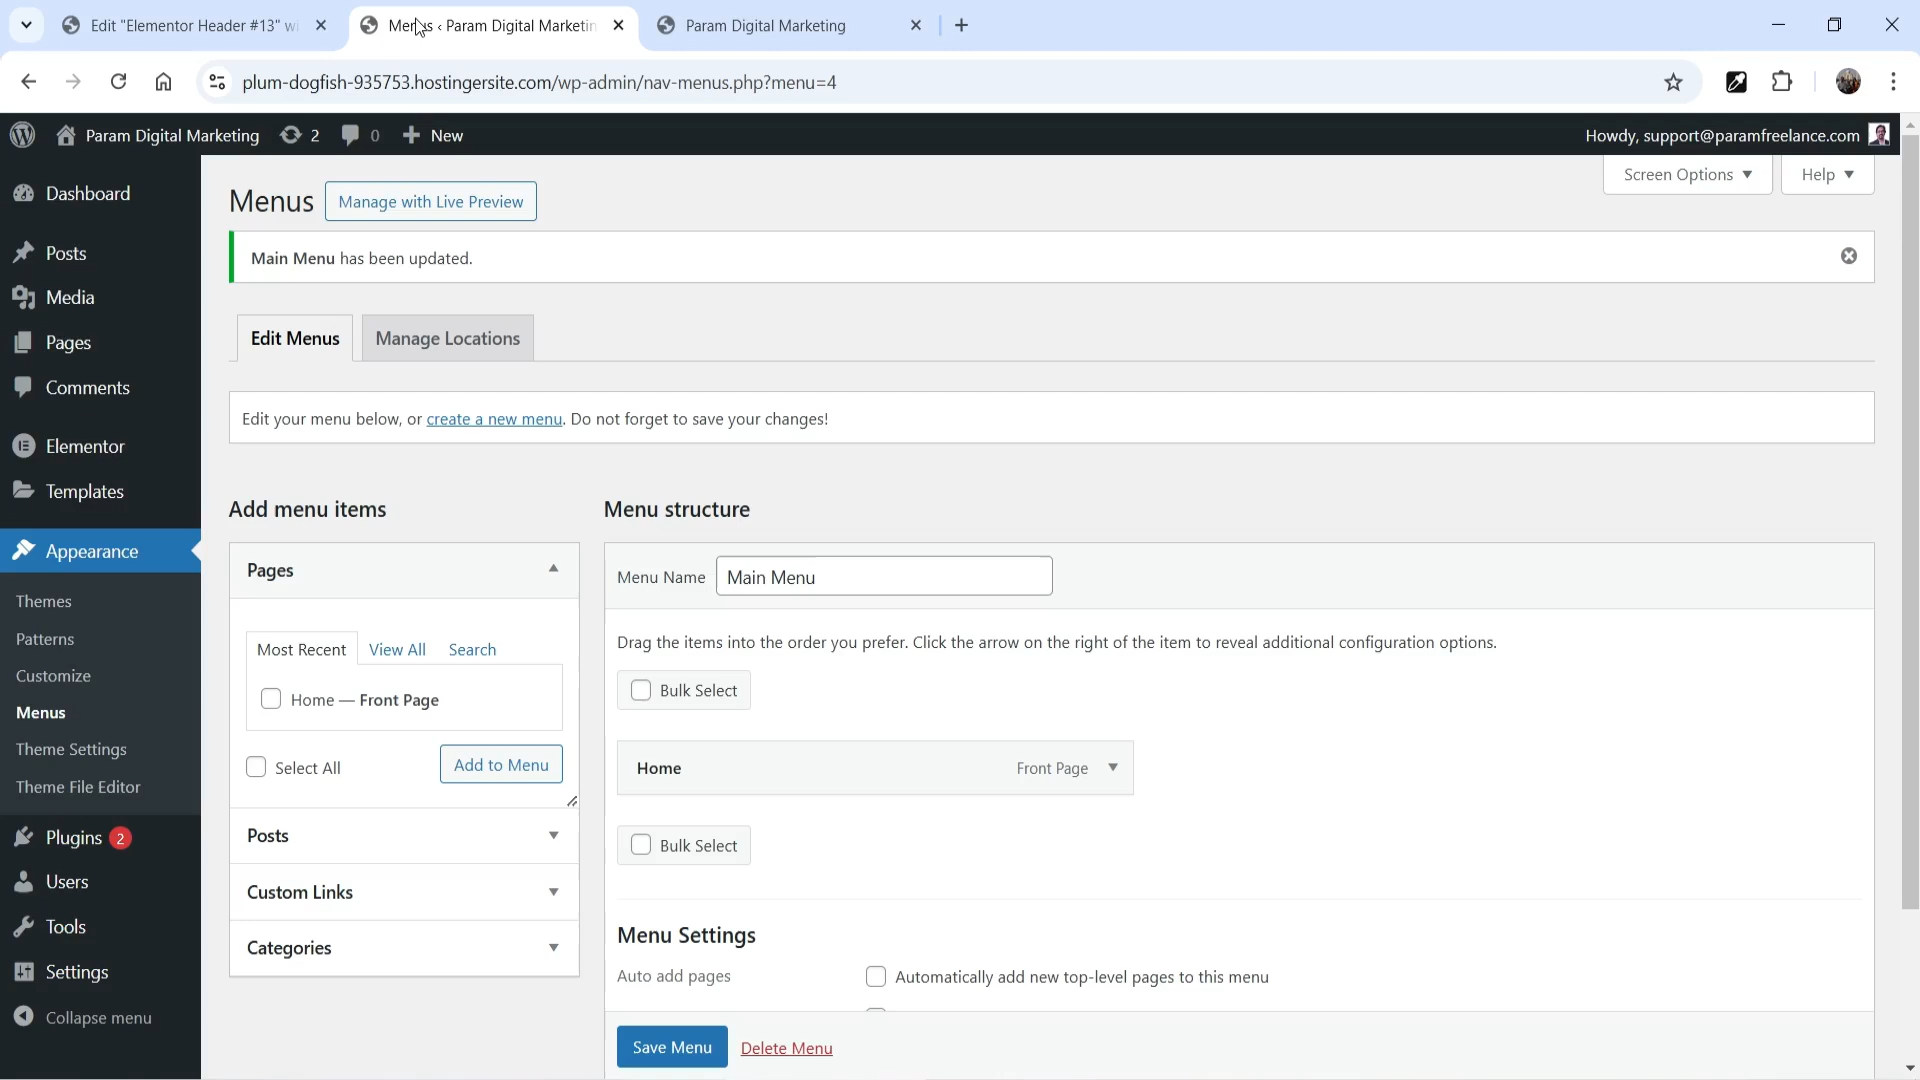 Edit "Elementor Header #13" wi
Menus ‹ Param Digital Marketin
Param Digital Marketing
plum-dogfish-935753.hostingersite.com/wp-admin/nav-menus.php?menu=4
Param Digital Marketing 2 0 New
Howdy, support@paramfreelance.com
Dashboard
Posts
Media
Pages
Comments
Elementor
Templates
Appearance
Themes
Patterns
Customize
Menus
Theme Settings
Theme File Editor
Plugins 2
Users
Tools
Settings
Collapse menu
Screen Options
Help
Menus
Manage with Live Preview
Main Menu has been updated.
Edit Menus
Manage Locations
Edit your menu below, or create a new menu. Do not forget to save your changes!
Add menu items
Pages
Most Recent
View All
Search
Home — Front Page
Select All
Add to Menu
Posts
Custom Links
Categories
Menu structure
Menu Name
Main Menu
Drag the items into the order you prefer. Click the arrow on the right of the item to reveal additional configuration options.
Bulk Select
Home
Front Page
Bulk Select
Menu Settings
Auto add pages
Automatically add new top-level pages to this menu
Save Menu
Delete Menu